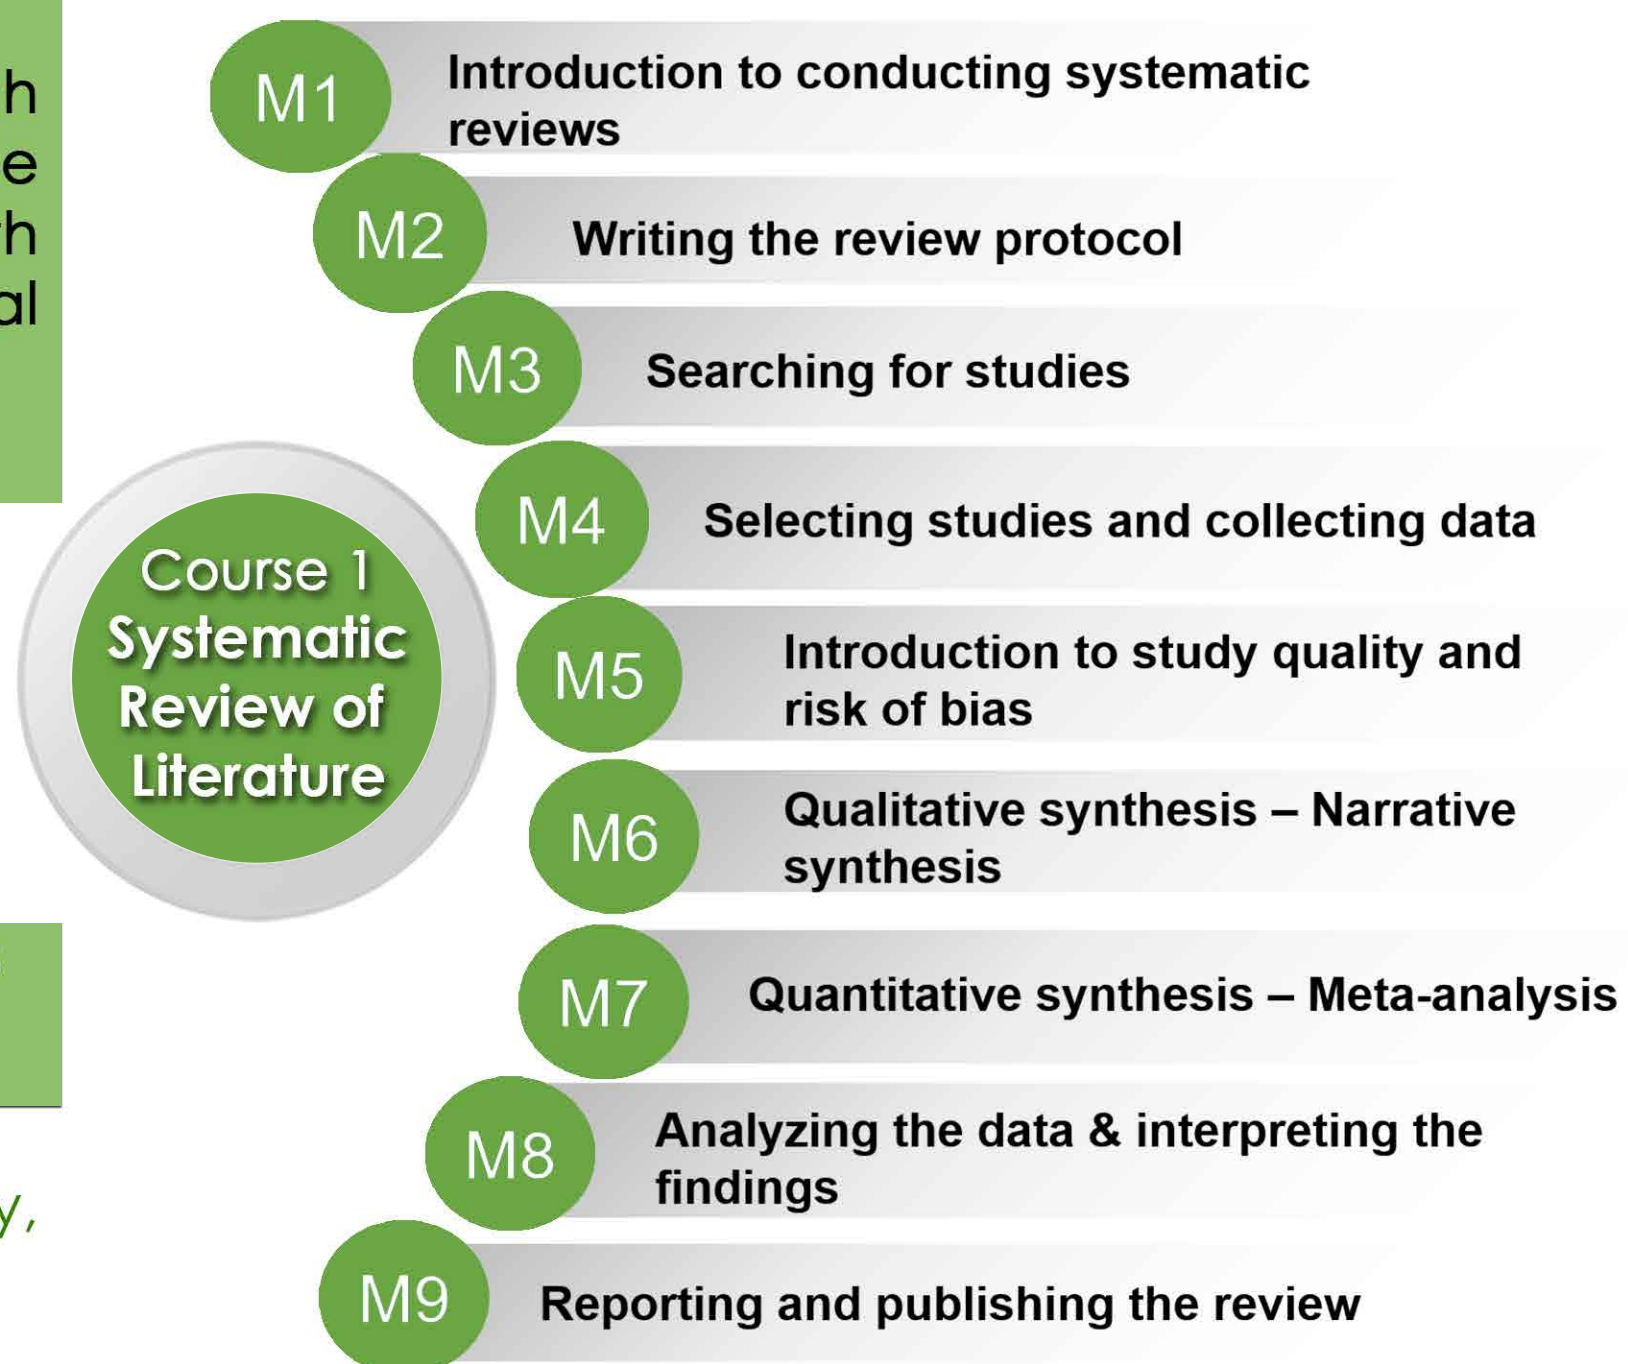 M1
Introduction to conducting systematic
reviews
M2
Writing the review protocol
M3
Searching for studies
M4
Selecting studies and collecting data
Course 1
Systematic
Review of
Literature
M5
Introduction to study quality and
risk of bias
M6
Qualitative synthesis – Narrative
synthesis
M7
Quantitative synthesis – Meta-analysis
M8
Analyzing the data & interpreting the
findings
M9
Reporting and publishing the review